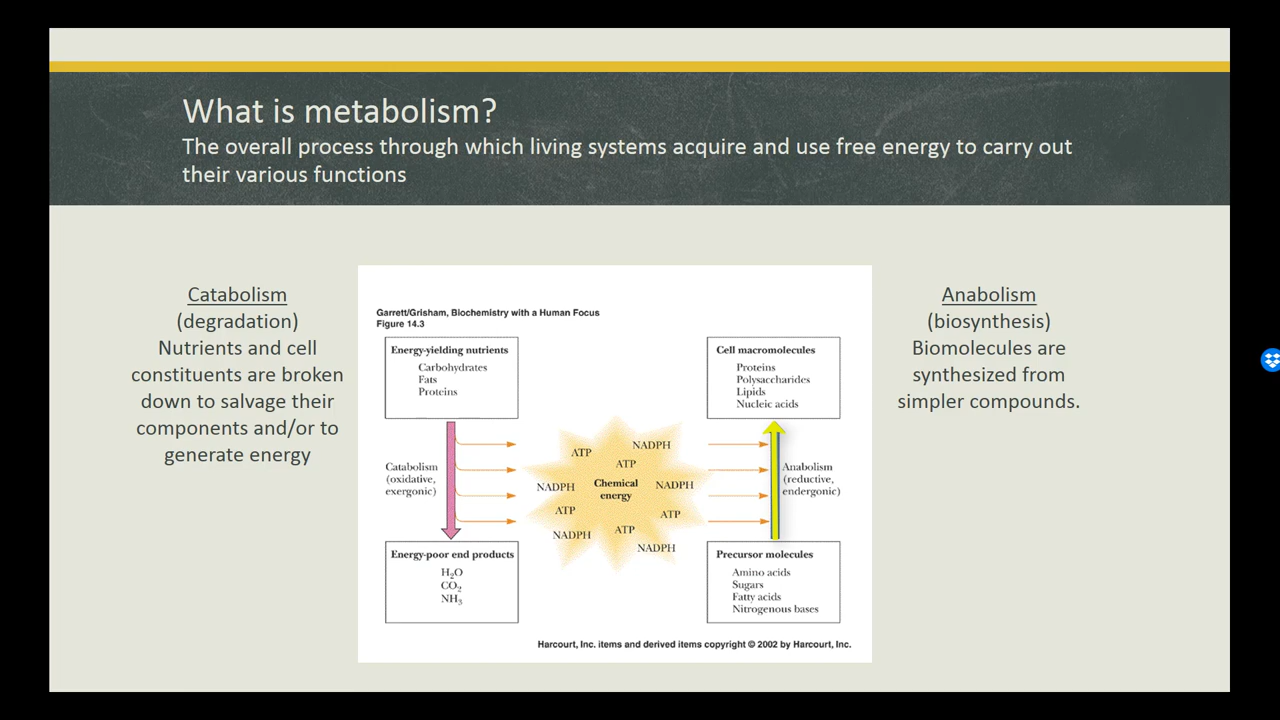 What is metabolism?
The overall process through which living systems acquire and use free energy to carry out
their various functions
Catabolism
(degradation)
Nutrients and cell
constituents are broken
down to salvage their
components and/or to
generate energy
Garrett/Grisham, Biochemistry with a Human Focus
Figure 14.3
Energy-yielding nutrients
Carbohydrates
Fats
Proteins
Catabolism
(oxidative,
exergonic)
Energy-poor end products
H₂O
CO₂
NH₃
ATP
NADPH
ATP
Chemical
energy
NADPH
NADPH
ATP
ATP
NADPH
ATP
NADPH
Cell macromolecules
Proteins
Polysaccharides
Lipids
Nucleic acids
Anabolism
(reductive,
endergonic)
Precursor molecules
Amino acids
Sugars
Fatty acids
Nitrogenous bases
Harcourt, Inc. items and derived items copyright © 2002 by Harcourt, Inc.
Anabolism
(biosynthesis)
Biomolecules are
synthesized from
simpler compounds.